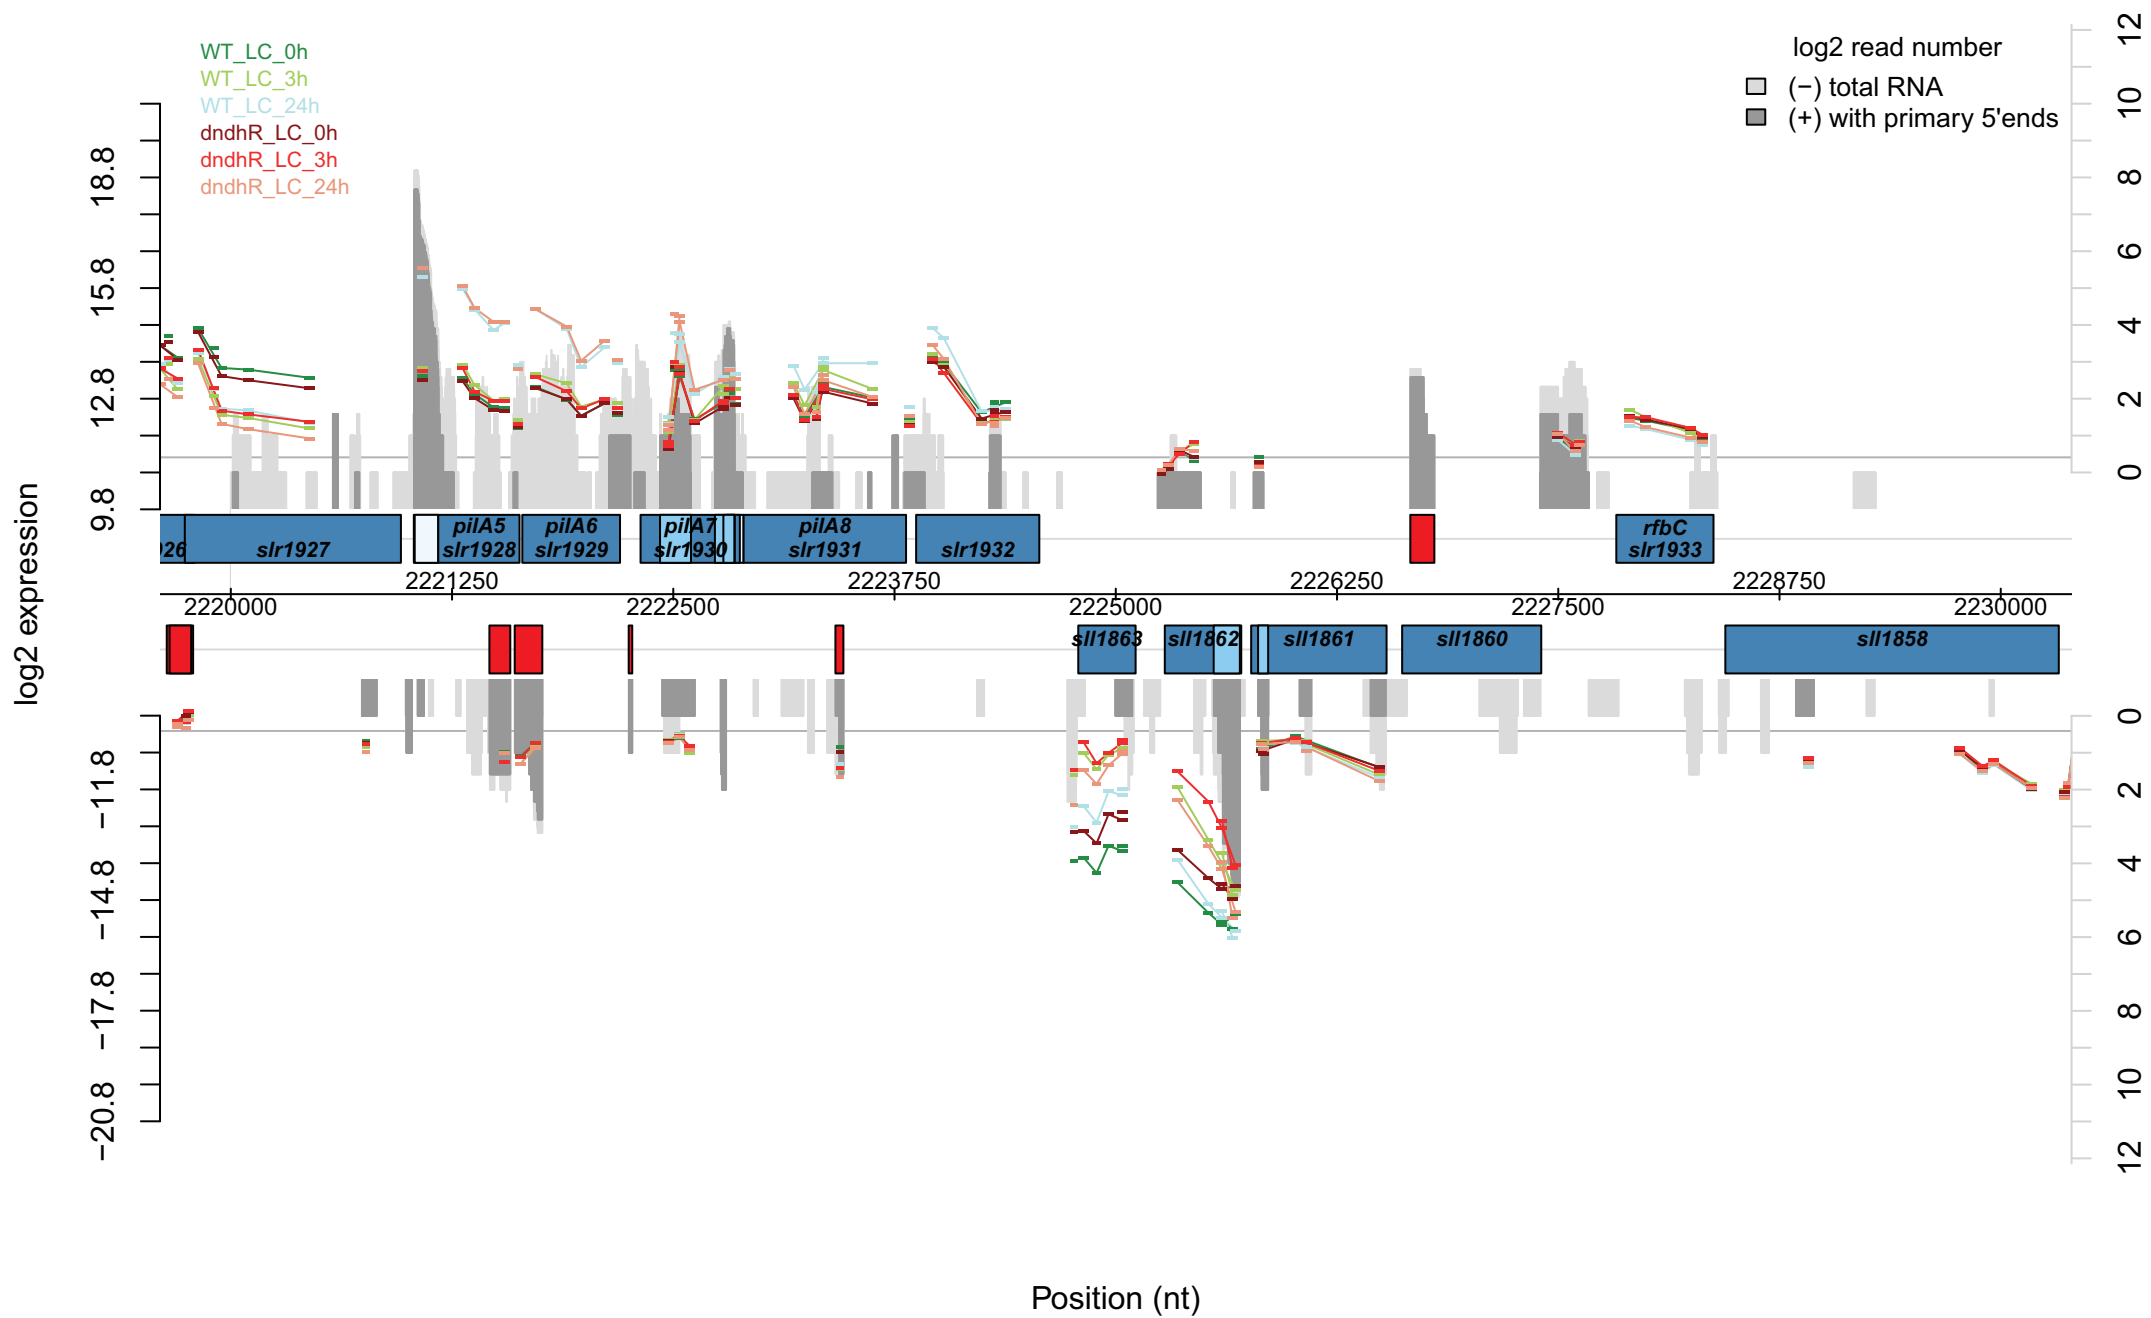 WT_LC_0h
WT_LC_3h
WT_LC_24h
dndhR_LC_0h
dndhR_LC_3h
dndhR_LC_24h
log2 read number
(−) total RNA
(+) with primary 5'ends
log2 expression
18.8
15.8
12.8
9.8
12
10
8
6
4
2
0
26
slr1927
pilA5
slr1928
pilA6
slr1929
pilA7
slr1930
pilA8
slr1931
slr1932
rfbC
slr1933
2221250
2223750
2226250
2228750
2220000
2222500
2225000
2227500
2230000
sll1863
sll1862
sll1861
sll1860
sll1858
−11.8
−14.8
−17.8
−20.8
0
2
4
6
8
10
12
Position (nt)